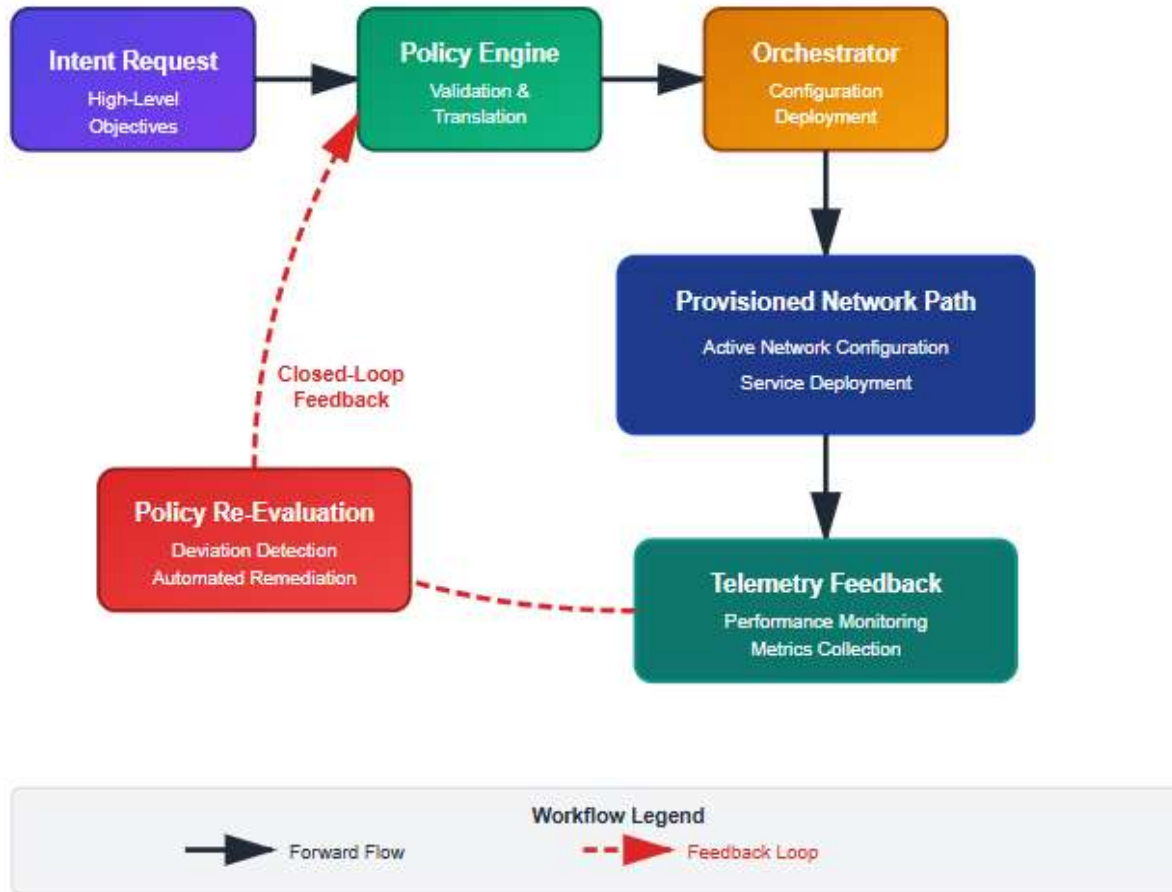 Intent Request
High-Level
Objectives
Policy Engine
Validation &
Translation
Orchestrator
Configuration
Deployment
Provisioned Network Path
Active Network Configuration
Service Deployment
Closed-Loop
Feedback
Policy Re-Evaluation
Deviation Detection
Automated Remediation
Telemetry Feedback
Performance Monitoring
Metrics Collection
Workflow Legend
Forward Flow
Feedback Loop